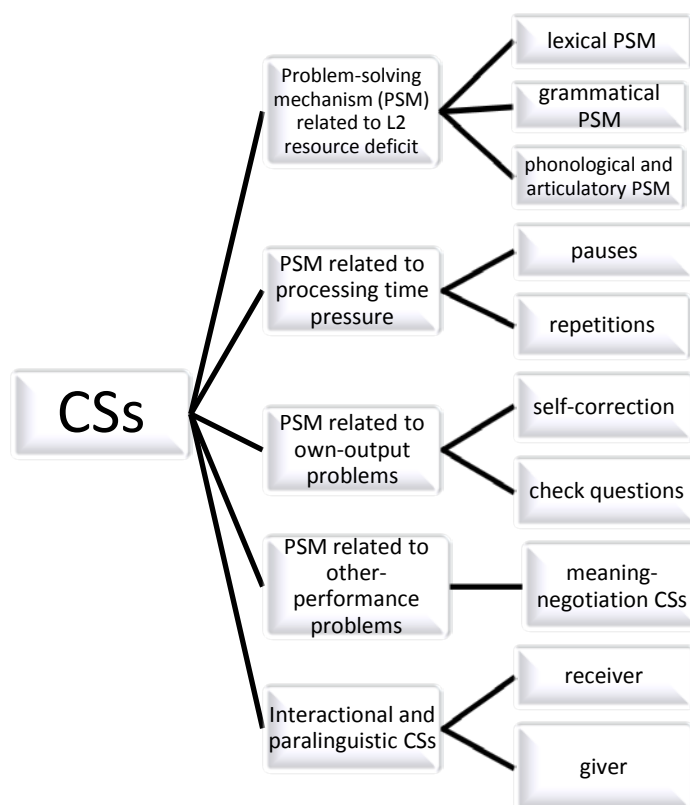 CSs
Problem-solving
mechanism (PSM)
related to L2
resource deficit
lexical PSM
grammatical
PSM
phonological and
articulatory PSM
PSM related to
processing time
pressure
pauses
repetitions
PSM related to
own-output
problems
self-correction
check questions
PSM related to
other-
performance
problems
meaning-
negotiation CSs
Interactional and
paralinguistic CSs
receiver
giver